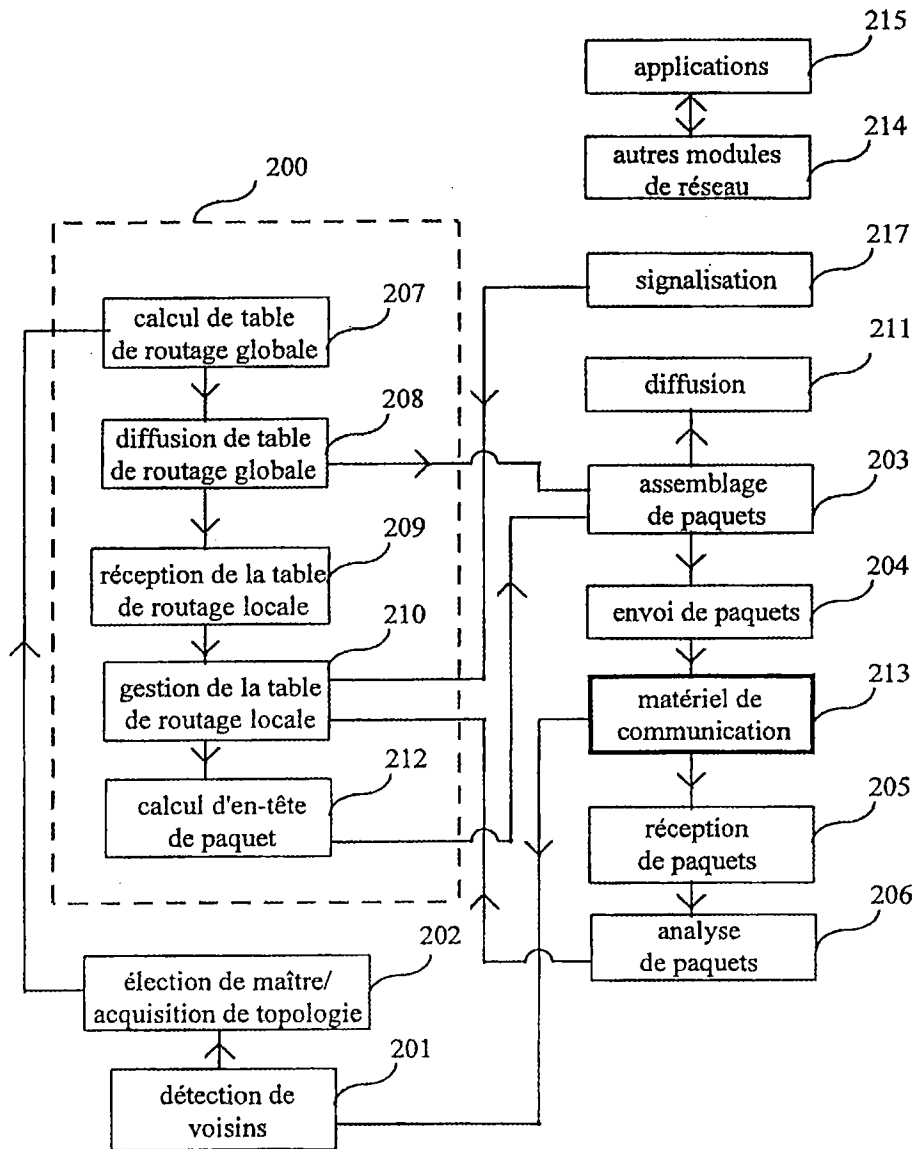 215
applications
214
autres modules
de réseau
200
217
signalisation
207
calcul de table
de routage globale
211
diffusion
208
diffusion de table
de routage globale
203
assemblage
de paquets
209
réception de la table
de routage locale
204
envoi de paquets
210
gestion de la table
de routage locale
213
matériel de
communication
212
calcul d'en-tête
de paquet
205
réception
de paquets
206
analyse
de paquets
202
élection de maître/
acquisition de topologie
201
détection de
voisins